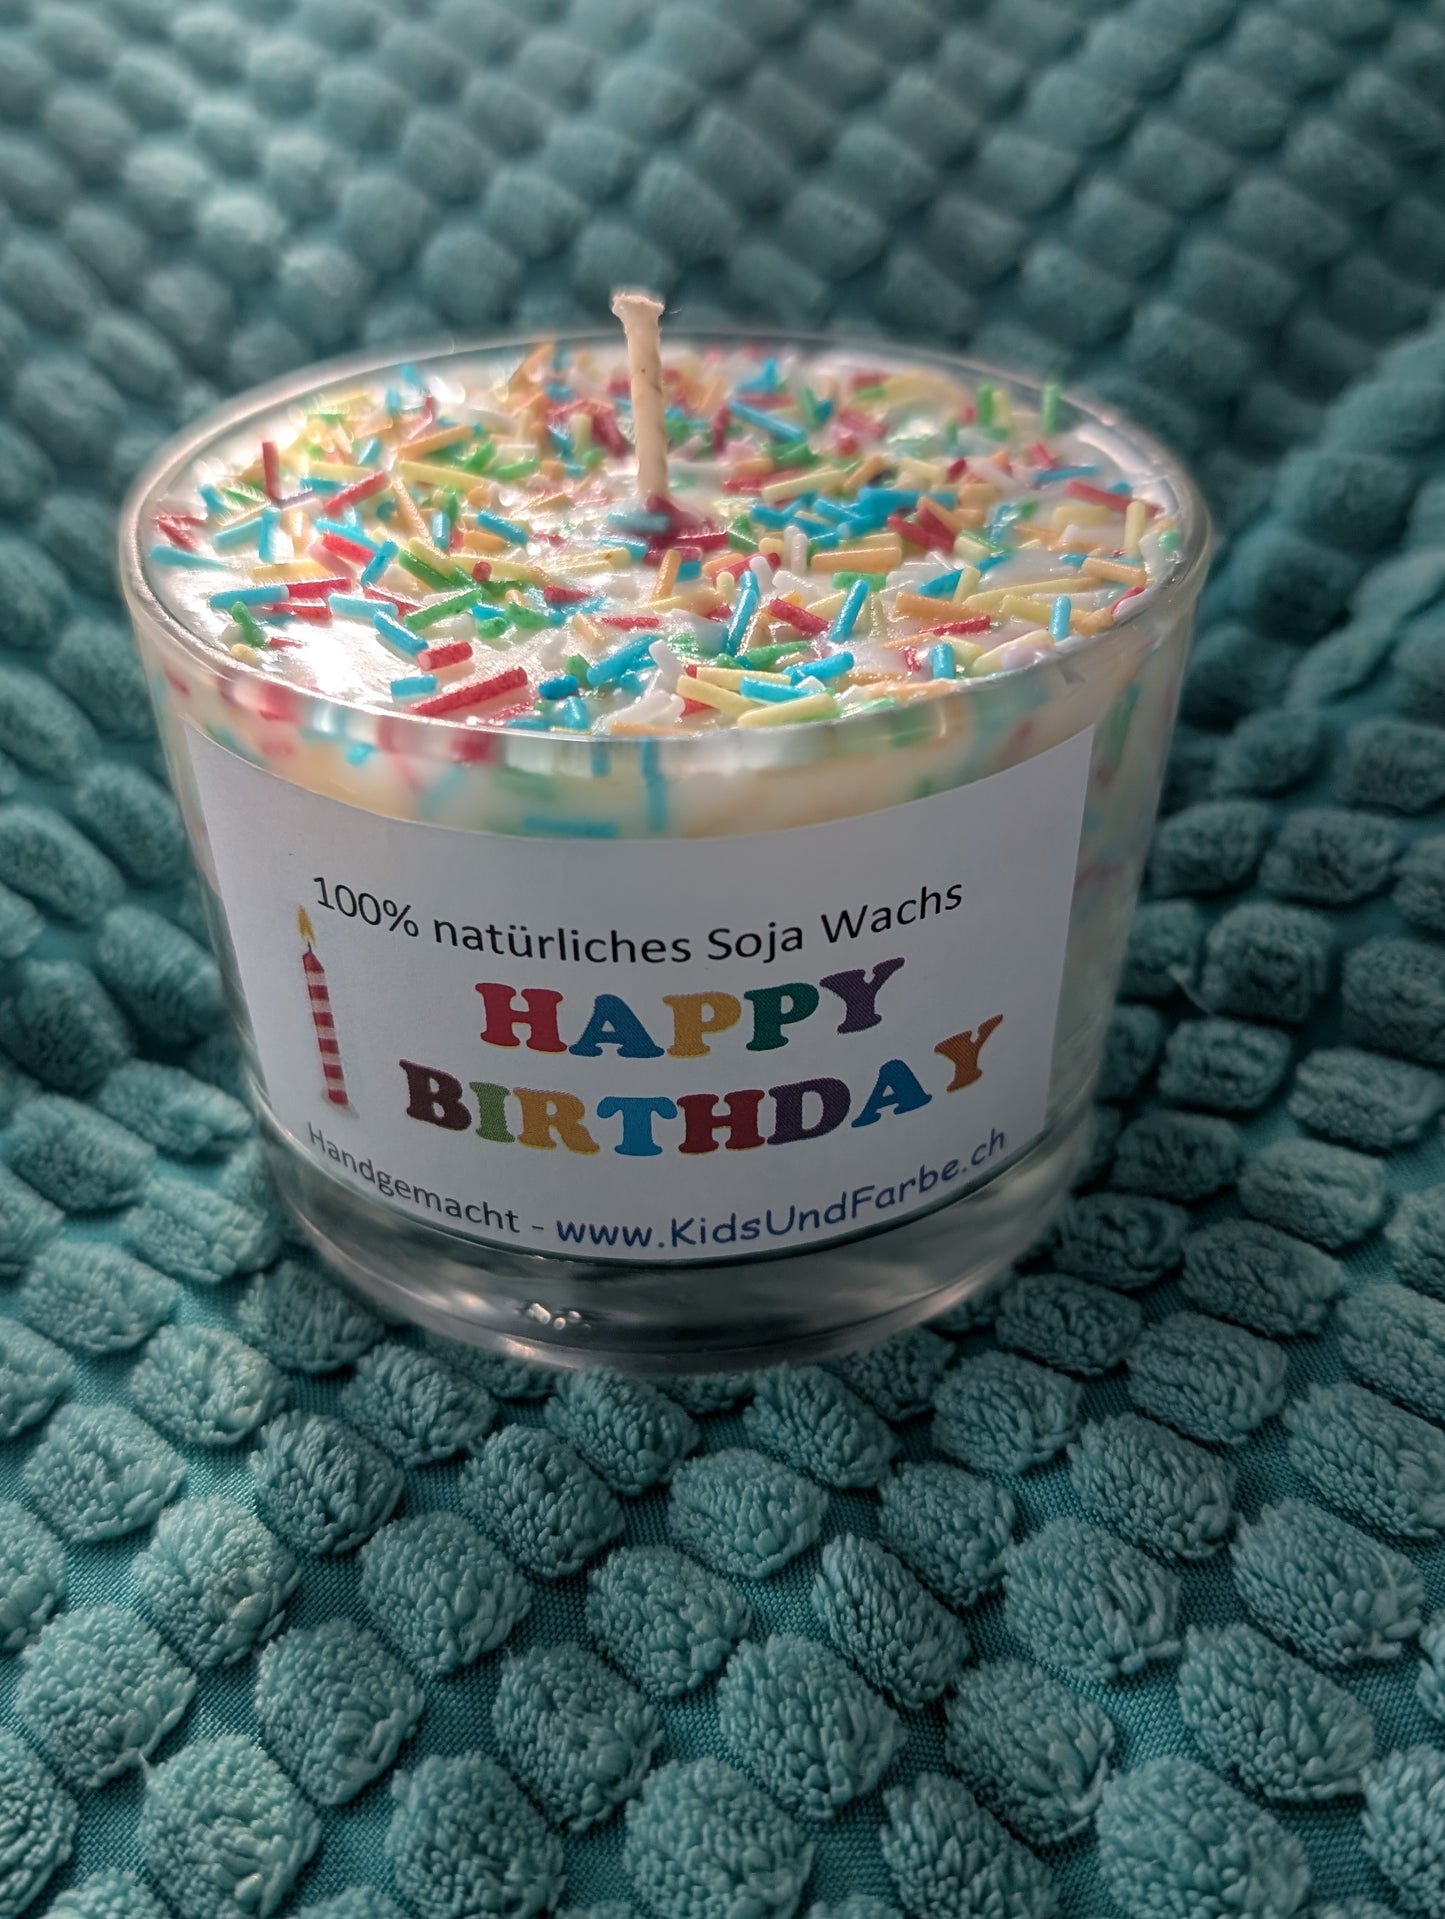 100% natürliches Soja Wachs
HAPPY
BIRTHDAY
Handgemacht - www.KidsUndFarbe.ch